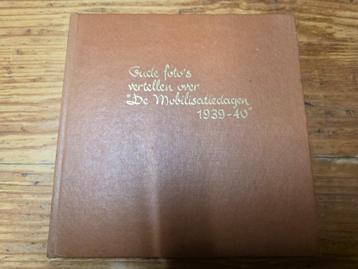 Oude foto's
vertellen over
"De Mobilisatiedagen
1939-40"